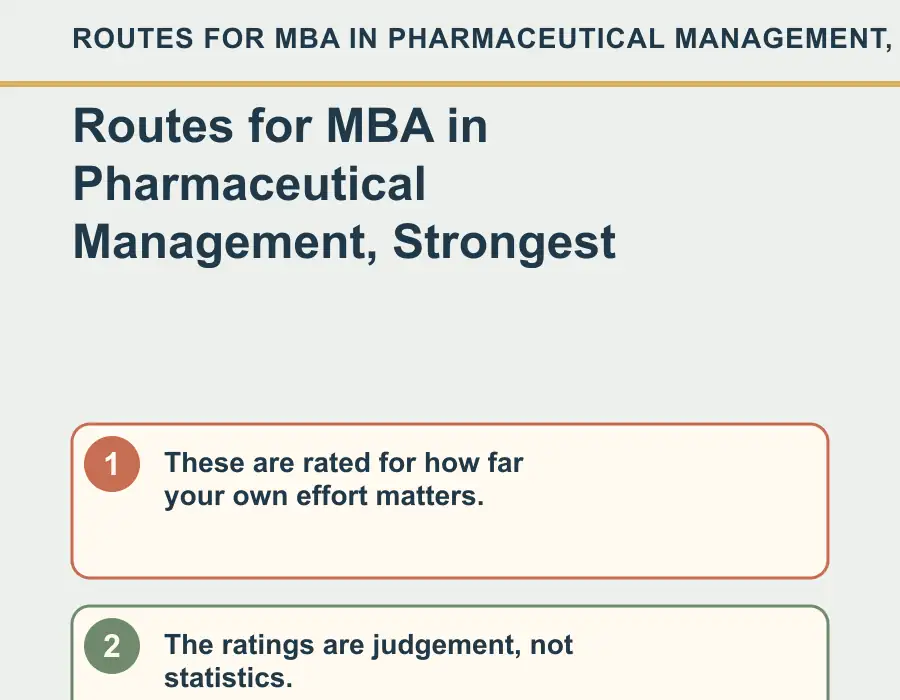 ROUTES FOR MBA IN PHARMACEUTICAL MANAGEMENT,
Routes for MBA in
Pharmaceutical
Management, Strongest
1
These are rated for how far
your own effort matters.
2
The ratings are judgement, not
statistics.